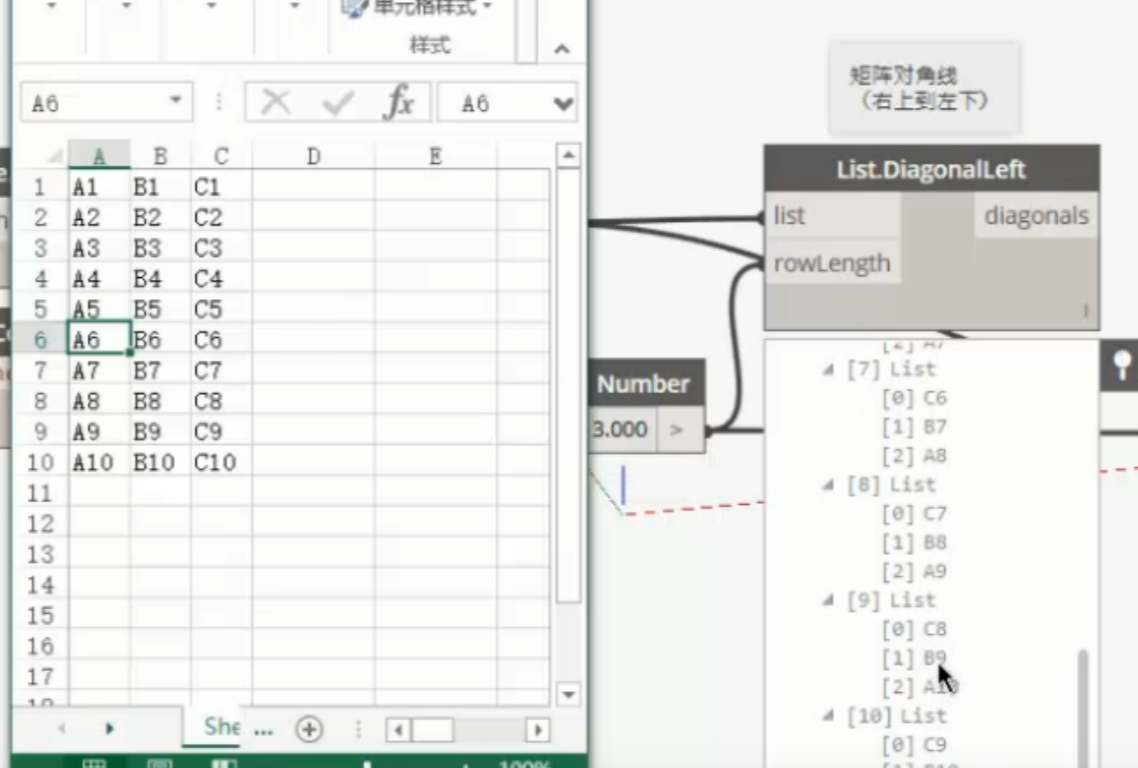 单元格样式
样式
A6
fx
A6
A B C D E
1 A1 B1 C1
2 A2 B2 C2
3 A3 B3 C3
4 A4 B4 C4
5 A5 B5 C5
6 A6 B6 C6
7 A7 B7 C7
8 A8 B8 C8
9 A9 B9 C9
10 A10 B10 C10
11
12
13
14
15
16
17
18
She ...
100%
矩阵对角线
（右上到左下）
List.DiagonalLeft
list diagonals
rowLength
Number
3.000 >
[2] A7
[7] List
[0] C6
[1] B7
[2] A8
[8] List
[0] C7
[1] B8
[2] A9
[9] List
[0] C8
[1] B9
[2] A10
[10] List
[0] C9
[1] B10